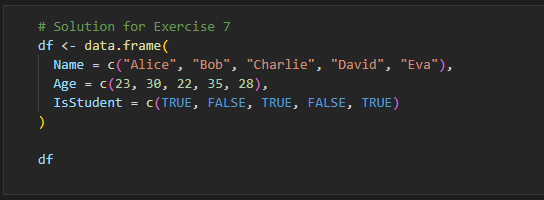 # Solution for Exercise 7
df <- data.frame(
  Name = c("Alice", "Bob", "Charlie", "David", "Eva"),
  Age = c(23, 30, 22, 35, 28),
  IsStudent = c(TRUE, FALSE, TRUE, FALSE, TRUE)
)
df